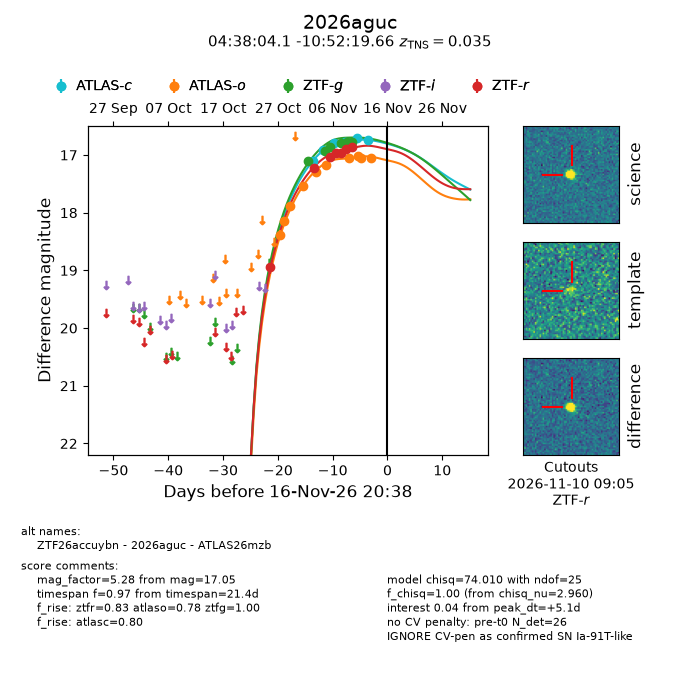 2026aguc
04:38:04.1 -10:52:19.66 zTNS = 0.035
ATLAS-c ATLAS-o ZTF-g ZTF-i ZTF-r
27 Sep 07 Oct 17 Oct 27 Oct 06 Nov 16 Nov 26 Nov
17
18
19
20
21
22
Difference magnitude
−50 −40 −30 −20 −10 0 10
Days before 16-Nov-26 20:38
science
template
difference
Cutouts
2026-11-10 09:05
ZTF-r
alt names:
ZTF26accuybn - 2026aguc - ATLAS26mzb
score comments:
mag_factor=5.28 from mag=17.05
timespan f=0.97 from timespan=21.4d
f_rise: ztfr=0.83 atlaso=0.78 ztfg=1.00
f_rise: atlasc=0.80
model chisq=74.010 with ndof=25
f_chisq=1.00 (from chisq_nu=2.960)
interest 0.04 from peak_dt=+5.1d
no CV penalty: pre-t0 N_det=26
IGNORE CV-pen as confirmed SN Ia-91T-like